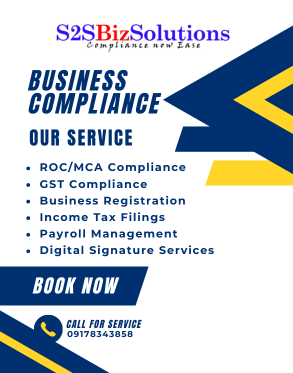 S2SBizSolutions
Compliance now Ease
BUSINESS
COMPLIANCE
OUR SERVICE
• ROC/MCA Compliance
• GST Compliance
• Business Registration
• Income Tax Filings
• Payroll Management
• Digital Signature Services
BOOK NOW
CALL FOR SERVICE
09178343858